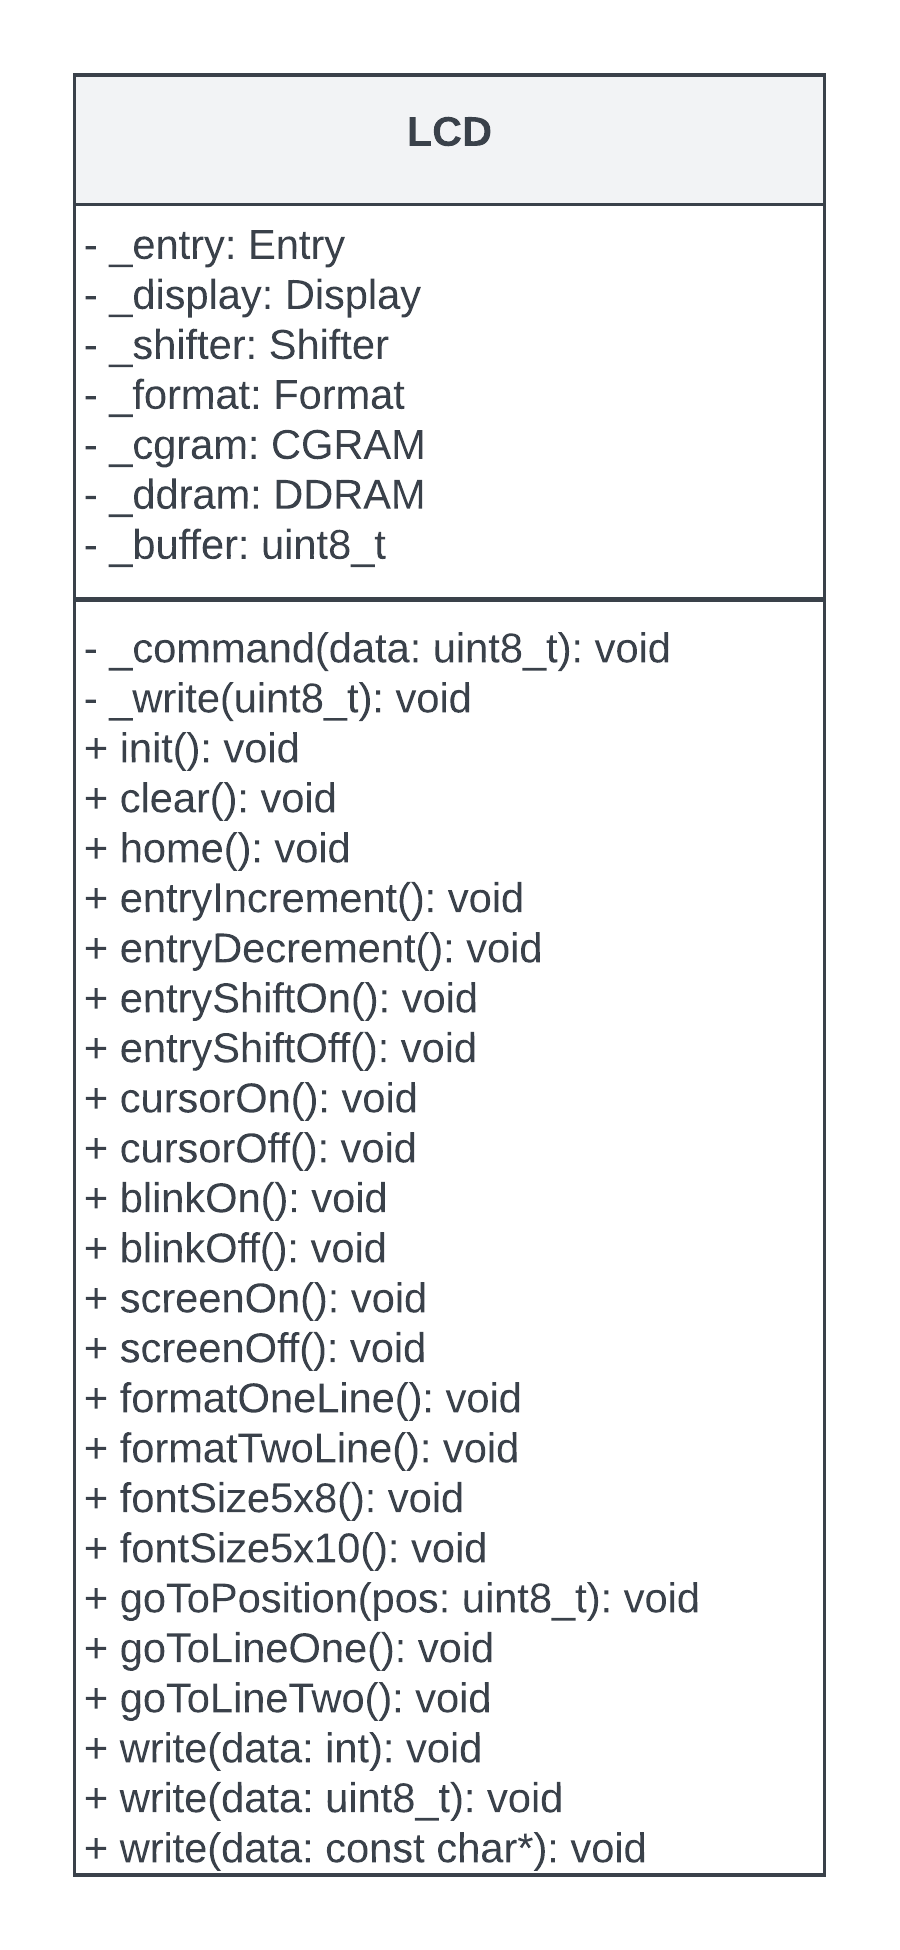 LCD
- _entry: Entry
- _display: Display
- _shifter: Shifter
- _format: Format
- _cgram: CGRAM
- _ddram: DDRAM
- _buffer: uint8_t
- _command(data: uint8_t): void
- _write(uint8_t): void
+ init(): void
+ clear(): void
+ home(): void
+ entryIncrement(): void
+ entryDecrement(): void
+ entryShiftOn(): void
+ entryShiftOff(): void
+ cursorOn(): void
+ cursorOff(): void
+ blinkOn(): void
+ blinkOff(): void
+ screenOn(): void
+ screenOff(): void
+ formatOneLine(): void
+ formatTwoLine(): void
+ fontSize5x8(): void
+ fontSize5x10(): void
+ goToPosition(pos: uint8_t): void
+ goToLineOne(): void
+ goToLineTwo(): void
+ write(data: int): void
+ write(data: uint8_t): void
+ write(data: const char*): void